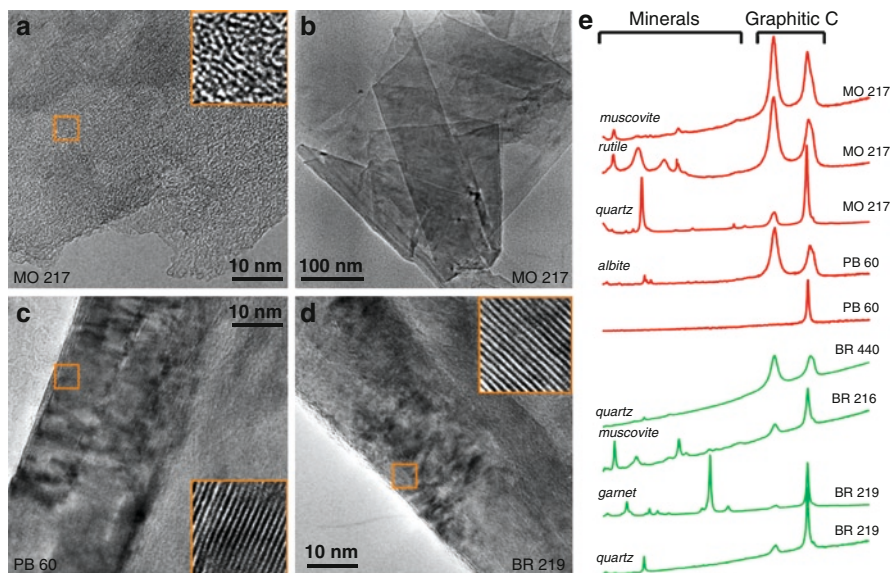 a
MO 217
10 nm
b
100 nm
MO 217
c
10 nm
PB 60
d
10 nm
BR 219
e
Minerals
Graphitic C
MO 217
muscovite
MO 217
rutile
MO 217
quartz
PB 60
albite
PB 60
BR 440
BR 216
quartz
muscovite
BR 219
garnet
BR 219
quartz